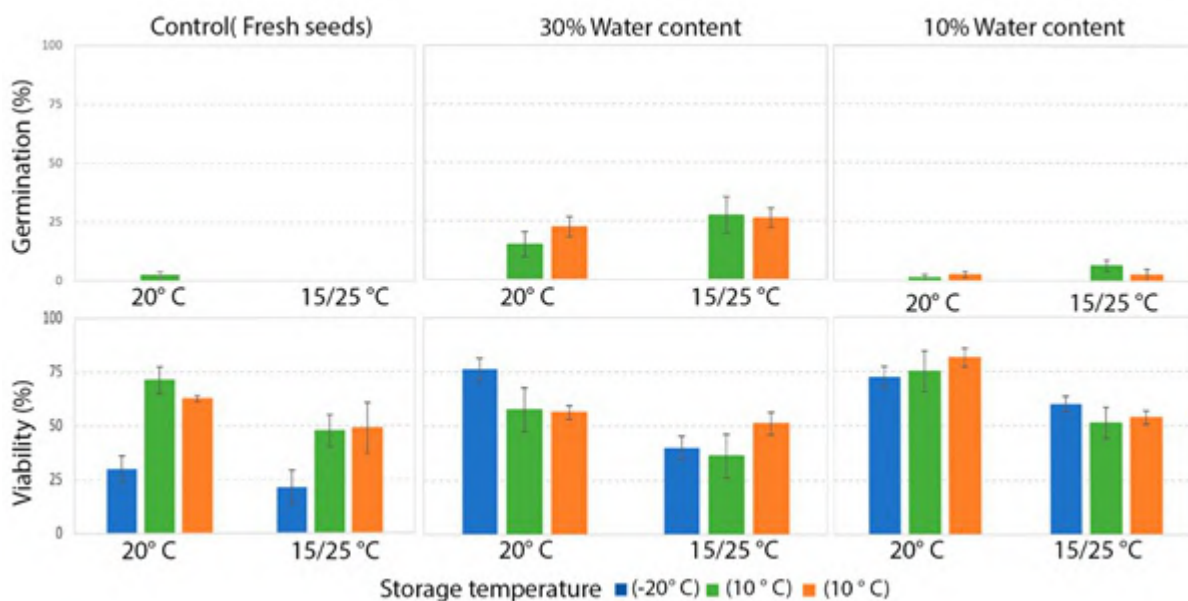 Control( Fresh seeds) 30% Water content 10% Water content
Germination (%)
100
75
50
25
0
20° C 15/25 °C 20° C 15/25 °C 20° C 15/25 °C
Viability (%)
100
75
50
25
0
20° C 15/25 °C 20° C 15/25 °C 20° C 15/25 °C
Storage temperature (-20° C) (10 ° C) (10 ° C)